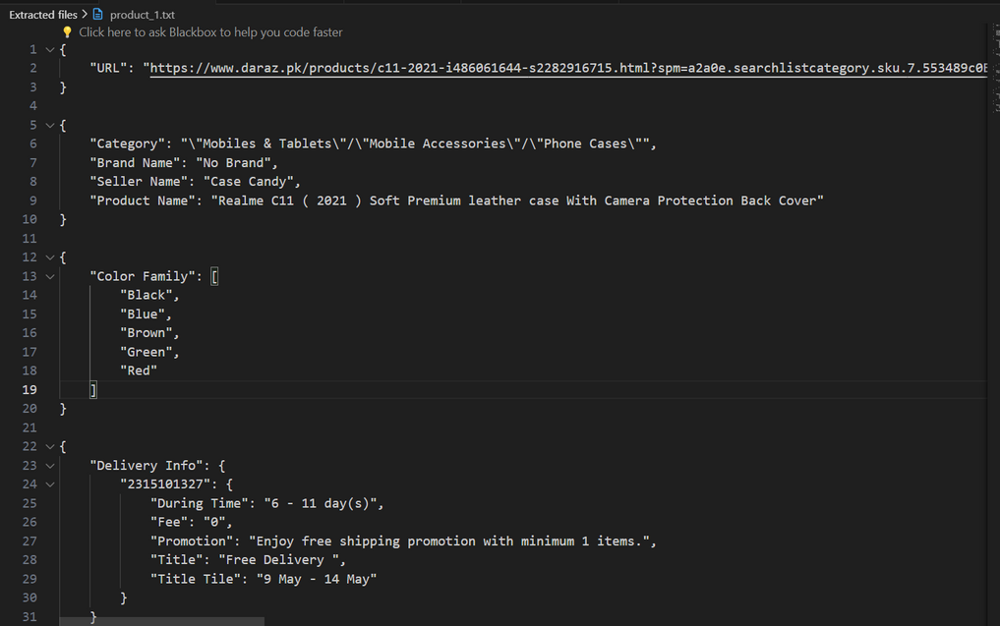 Extracted files > product_1.txt
Click here to ask Blackbox to help you code faster
1 {
2 "URL": "https://www.daraz.pk/products/c11-2021-i486061644-s2282916715.html?spm=a2a0e.searchlistcategory.sku.7.553489c0
3 }
4
5 {
6 "Category": "\"Mobiles & Tablets\"/\"Mobile Accessories\"/\"Phone Cases\"",
7 "Brand Name": "No Brand",
8 "Seller Name": "Case Candy",
9 "Product Name": "Realme C11 ( 2021 ) Soft Premium leather case With Camera Protection Back Cover"
10 }
11
12 {
13 "Color Family": [
14 "Black",
15 "Blue",
16 "Brown",
17 "Green",
18 "Red"
19 ]
20 }
21
22 {
23 "Delivery Info": {
24 "2315101327": {
25 "During Time": "6 - 11 day(s)",
26 "Fee": "0",
27 "Promotion": "Enjoy free shipping promotion with minimum 1 items.",
28 "Title": "Free Delivery ",
29 "Title Tile": "9 May - 14 May"
30 }
31 }